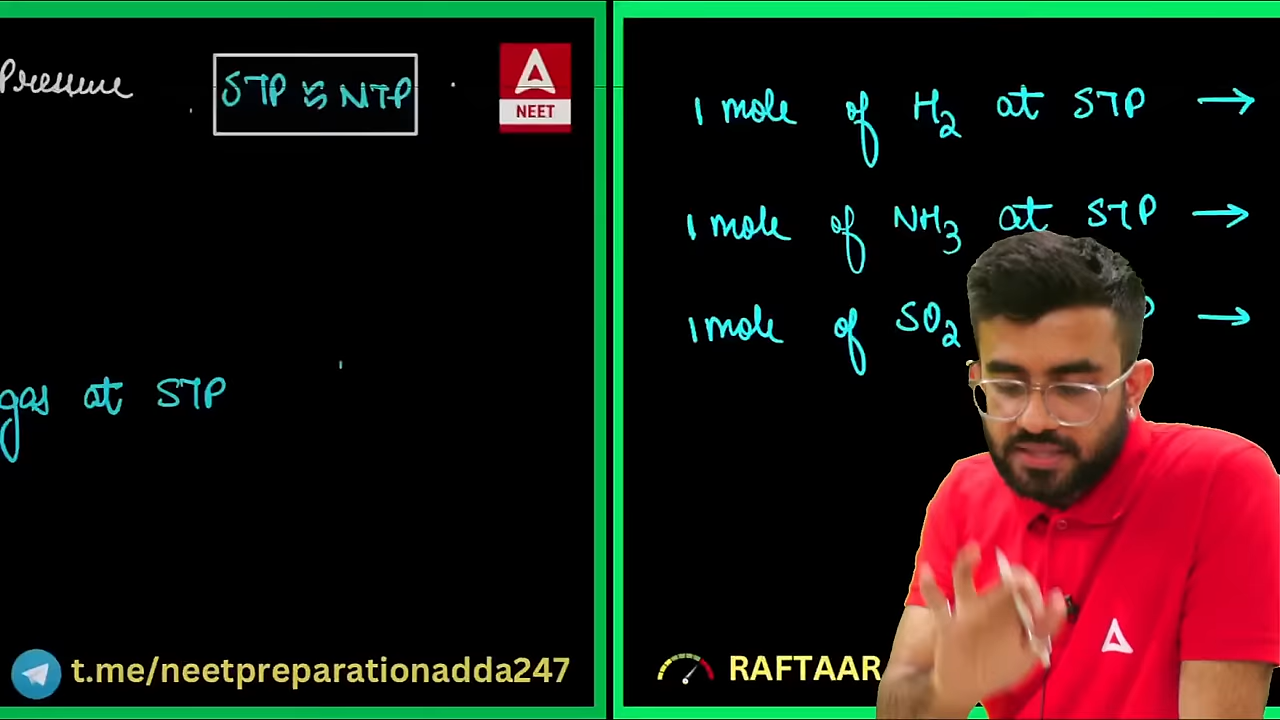 Pressure
STP vs NTP
NEET
gas at STP
t.me/neetpreparationadda247
1 mole of H2 at STP →
1 mole of NH3 at STP →
1 mole of SO2 →
RAFTAAR